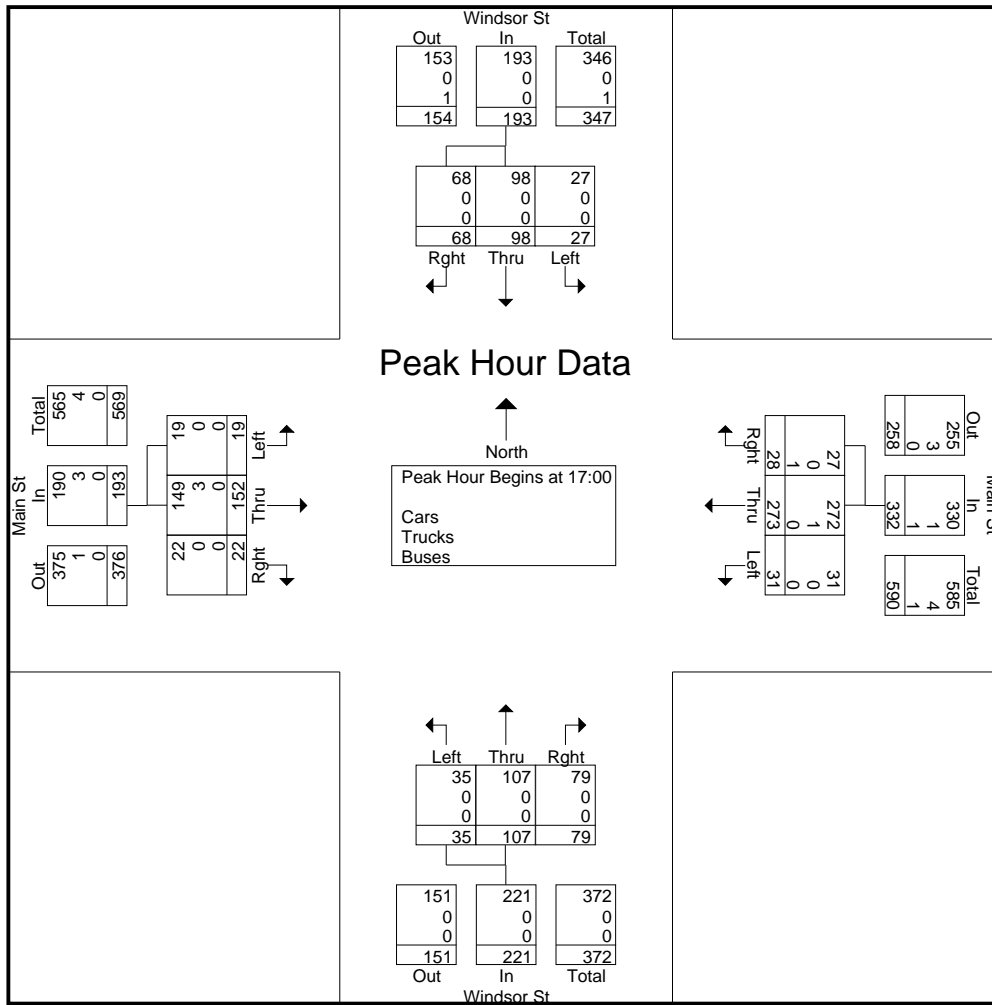 Windsor St
Out In Total
153 193 346
0 0 0
1 0 1
154 193 347
68 98 27
0 0 0
0 0 0
68 98 27
Rght Thru Left
Peak Hour Data
North
Peak Hour Begins at 17:00
Cars
Trucks
Buses
Main St
Total
565 4 0 569
In
190 3 0 193
Out
375 1 0 376
Left
19 0 0 19
Thru
149 3 0 152
Rght
22 0 0 22
Rght
27 0 1 28
Thru
272 1 0 273
Left
31 0 0 31
Main St
Out
255 3 0 258
In
330 1 1 332
Total
585 4 1 590
Left Thru Rght
35 107 79
0 0 0
0 0 0
35 107 79
151 221 372
0 0 0
0 0 0
151 221 372
Out In Total
Windsor St